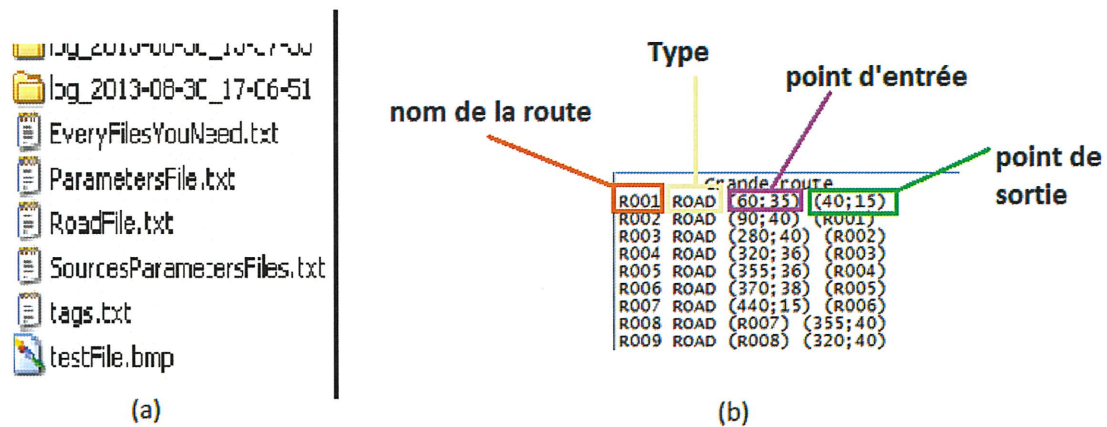 log_2013-08-3C_17-C6-51
EveryFilesYouNeed.txt
ParametersFile.txt
RoadFile.txt
SourcesParametersFiles.txt
tags.txt
testFile.bmp
(a)
Type
point d'entrée
nom de la route
point de
sortie
Grande route
R001 ROAD (60;35) (40;15)
R002 ROAD (90;40) (R001)
R003 ROAD (280;40) (R002)
R004 ROAD (320;36) (R003)
R005 ROAD (355;36) (R004)
R006 ROAD (370;38) (R005)
R007 ROAD (440;15) (R006)
R008 ROAD (R007) (355;40)
R009 ROAD (R008) (320;40)
(b)